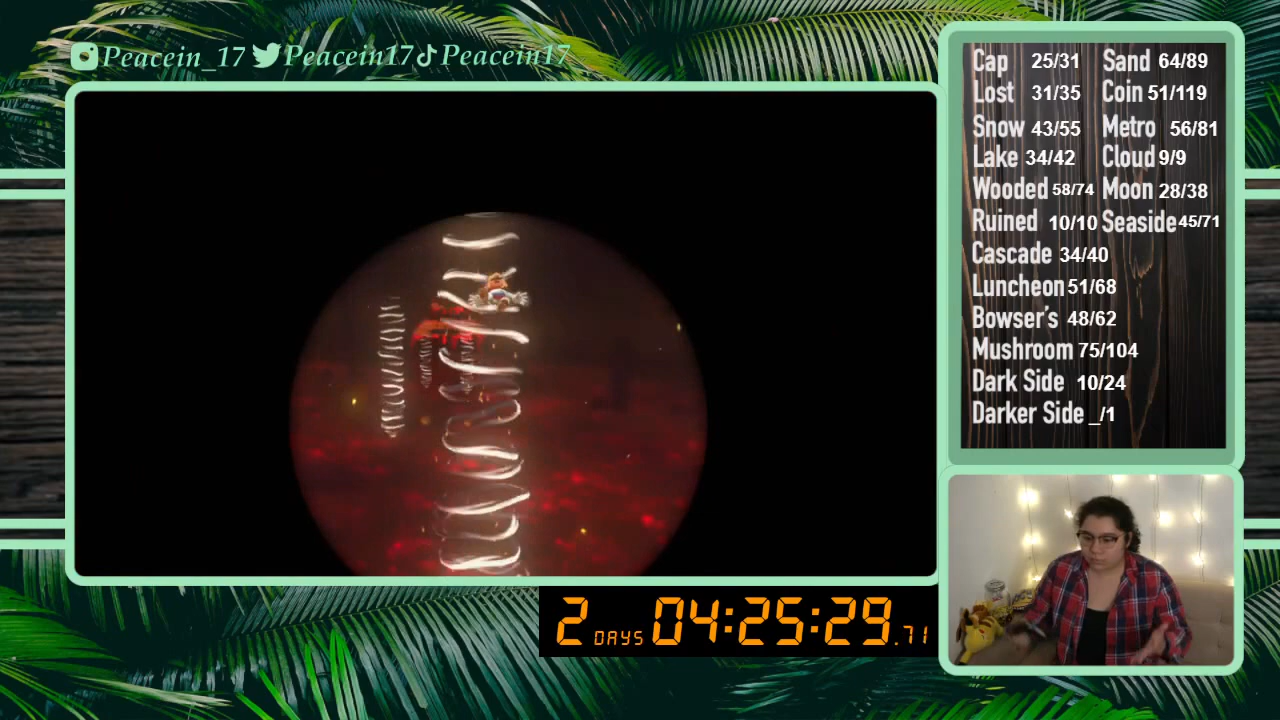 Peacein_17 Peacein17 Peacein17
Cap 25/31 Sand 64/89
Lost 31/35 Coin 51/119
Snow 43/55 Metro 56/81
Lake 34/42 Cloud 9/9
Wooded 58/74 Moon 28/38
Ruined 10/10 Seaside 45/71
Cascade 34/40
Luncheon 51/68
Bowser's 48/62
Mushroom 75/104
Dark Side 10/24
Darker Side _/1
2 DAYS 04:25:29.71